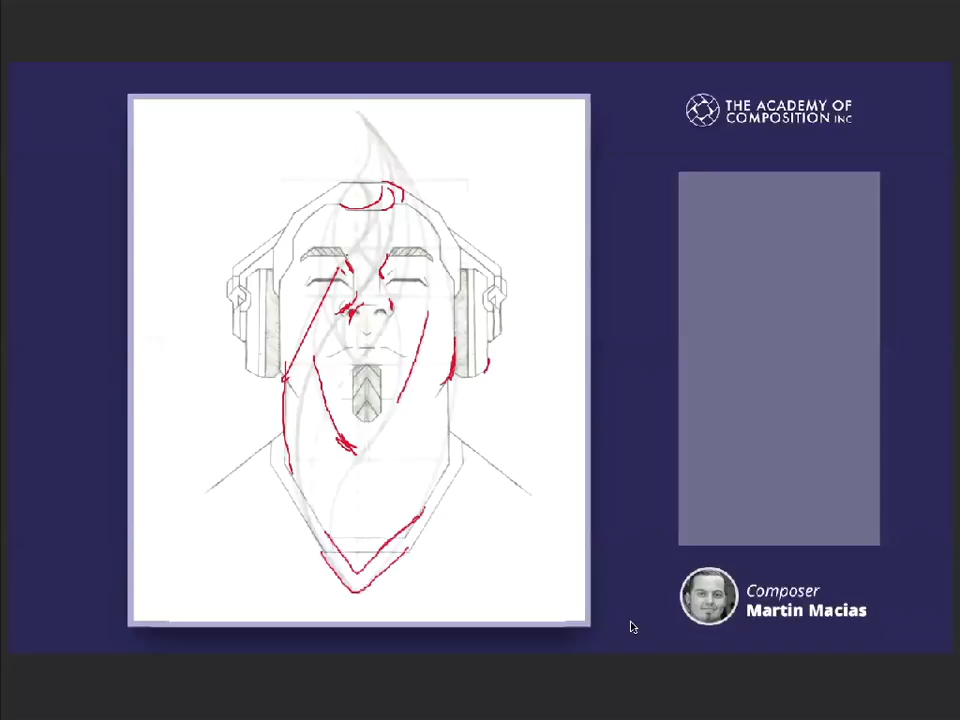 THE ACADEMY OF
COMPOSITION INC
Composer
Martin Macias